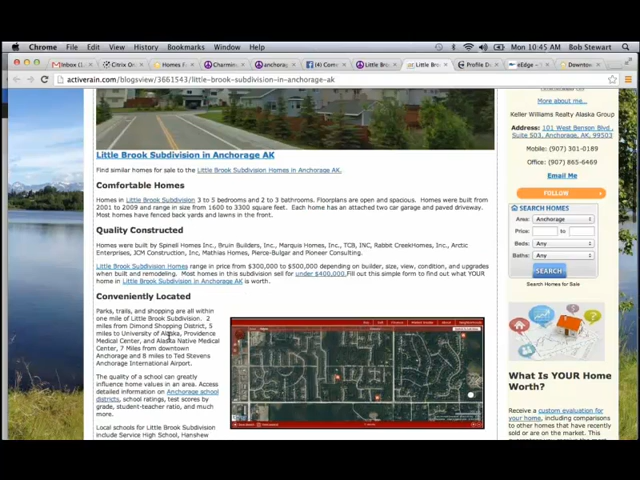 Chrome File Edit View History Bookmarks Window Help Mon 10:45 AM Bob Stewart
Inbox (1 Citrix On Homes F Charmin anchorag (4) Com Little Br Little Bro Profile D eEdge - Downtow
activerain.com/blogsview/3661543/little-brook-subdivision-in-anchorage-ak
Little Brook Subdivision in Anchorage AK
Find similar homes for sale to the Little Brook Subdivision Homes in Anchorage AK.
Comfortable Homes
Homes in Little Brook Subdivision 3 to 5 bedrooms and 2 to 3 bathrooms. Floorplans are open and spacious. Homes were built from
2001 to 2009 and range in size from 1600 to 3300 square feet. Each home has an attached two car garage and paved driveway.
Most homes have fenced back yards and lawns in the front.
Quality Constructed
Homes were built by Spinell Homes Inc., Bruin Builders, Inc., Marquis Homes, Inc., TCB, INC, Rabbit CreekHomes, Inc., Arctic
Enterprises, JCM Construction, Inc, Mathias Homes, Pierce-Bulgar and Pioneer Consulting.
Little Brook Subdivision Homes range in price from $300,000 to $500,000 depending on builder, size, view, condition, and upgrades
when built and remodeling. Most homes in this subdivision sell for under $400,000.Fill out this simple form to find out what YOUR
home in Little Brook Subdivision in Anchorage AK is worth.
Conveniently Located
Parks, trails, and shopping are all within
one mile of Little Brook Subdivision. 2
miles from Dimond Shopping District, 5
miles to University of Alaska, Providence
Medical Center, and Alaska Native Medical
Center, 7 Miles from downtown
Anchorage and 8 miles to Ted Stevens
Anchorage International Airport.
The quality of a school can greatly
influence home values in an area. Access
detailed information on Anchorage school
districts, school ratings, test scores by
grade, student-teacher ratio, and much
more.
Local schools for Little Brook Subdivision
include Service High School, Hanshew
More about me...
Keller Williams Realty Alaska Group
Address: 101 West Benson Blvd.,
Suite 503, Anchorage, AK, 99503
Mobile: (907) 301-0189
Office: (907) 865-6469
Email Me
FOLLOW
SEARCH HOMES
Area: Anchorage
Price: to
Beds: Any
Baths: Any
SEARCH
Search Homes for Sale
What Is YOUR Home
Worth?
Receive a custom evaluation for
your home, including comparisons
to other homes that have currently
sold or are on the market. This